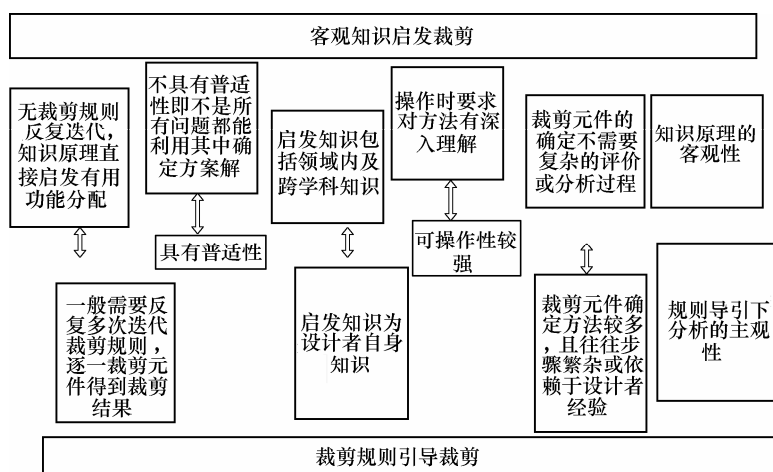 客观知识启发裁剪
无裁剪规则
反复迭代，
知识原理直
接启发有用
功能分配
不具有普适
性即不是所
有问题都能
利用其中确
定方案解
启发知识包
括领域内及
跨学科知识
操作时要求
对方法有深
入理解
裁剪元件的
确定不需要
复杂的评价
或分析过程
知识原理的
客观性
具有普适性
可操作性较
强
一般需要反
复多次迭代
裁剪规则，
逐一裁剪元
件得到裁剪
结果
启发知识为
设计者自身
知识
裁剪元件确
定方法较多
，且往往步
骤繁杂或依
赖于设计者
经验
规则导引下
分析的主观
性
裁剪规则引导裁剪